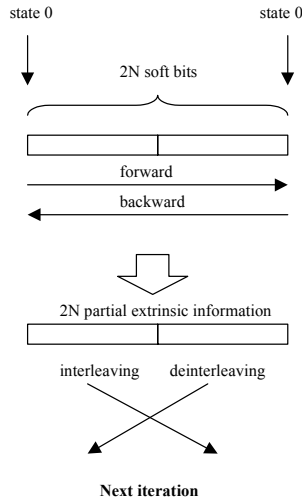 state 0 state 0
2N soft bits
forward
backward
2N partial extrinsic information
interleaving deinterleaving
Next iteration